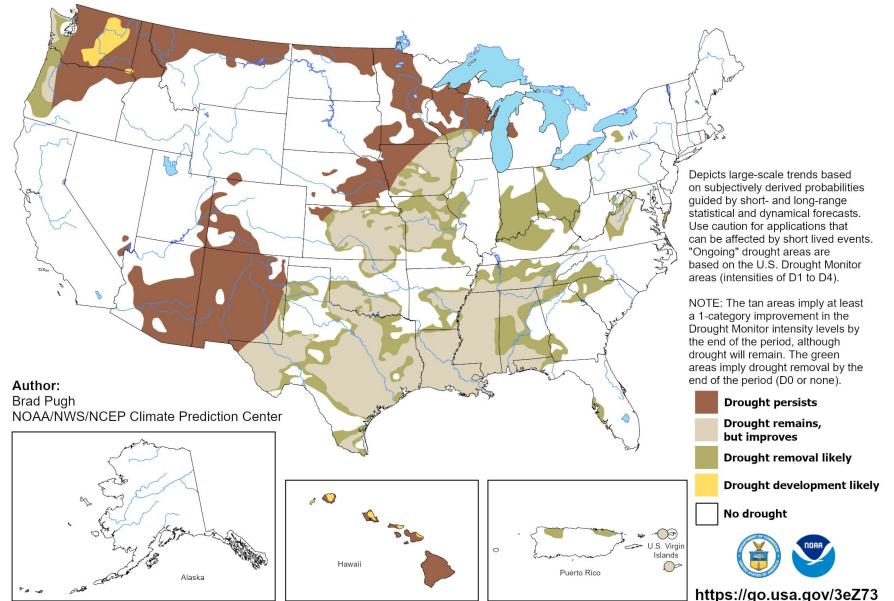 Depicts large-scale trends based
on subjectively derived probabilities
guided by short- and long-range
statistical and dynamical forecasts.
Use caution for applications that
can be affected by short lived events.
"Ongoing" drought areas are
based on the U.S. Drought Monitor
areas (intensities of D1 to D4).
NOTE: The tan areas imply at least
a 1-category improvement in the
Drought Monitor intensity levels by
the end of the period, although
drought will remain. The green
areas imply drought removal by the
end of the period (D0 or none).
Author:
Brad Pugh
NOAA/NWS/NCEP Climate Prediction Center
Drought persists
Drought remains,
but improves
Drought removal likely
Drought development likely
No drought
Alaska
Hawaii
Puerto Rico
U.S. Virgin
Islands
NOAA
https://go.usa.gov/3eZ73